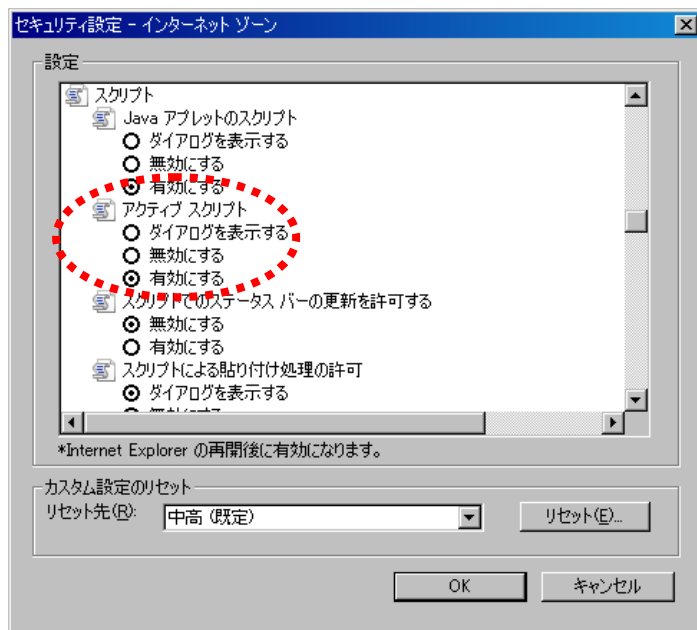 セキュリティ設定 - インターネット ゾーン
設定
スクリプト
Java アプレットのスクリプト
ダイアログを表示する
無効にする
有効にする
アクティブ スクリプト
ダイアログを表示する
無効にする
有効にする
スクリプトでのステータス バーの更新を許可する
無効にする
有効にする
スクリプトによる貼り付け処理の許可
ダイアログを表示する
*Internet Explorer の再開後に有効になります。
カスタム設定のリセット
リセット先(R): 中高 (既定) リセット(E)...
OK キャンセル